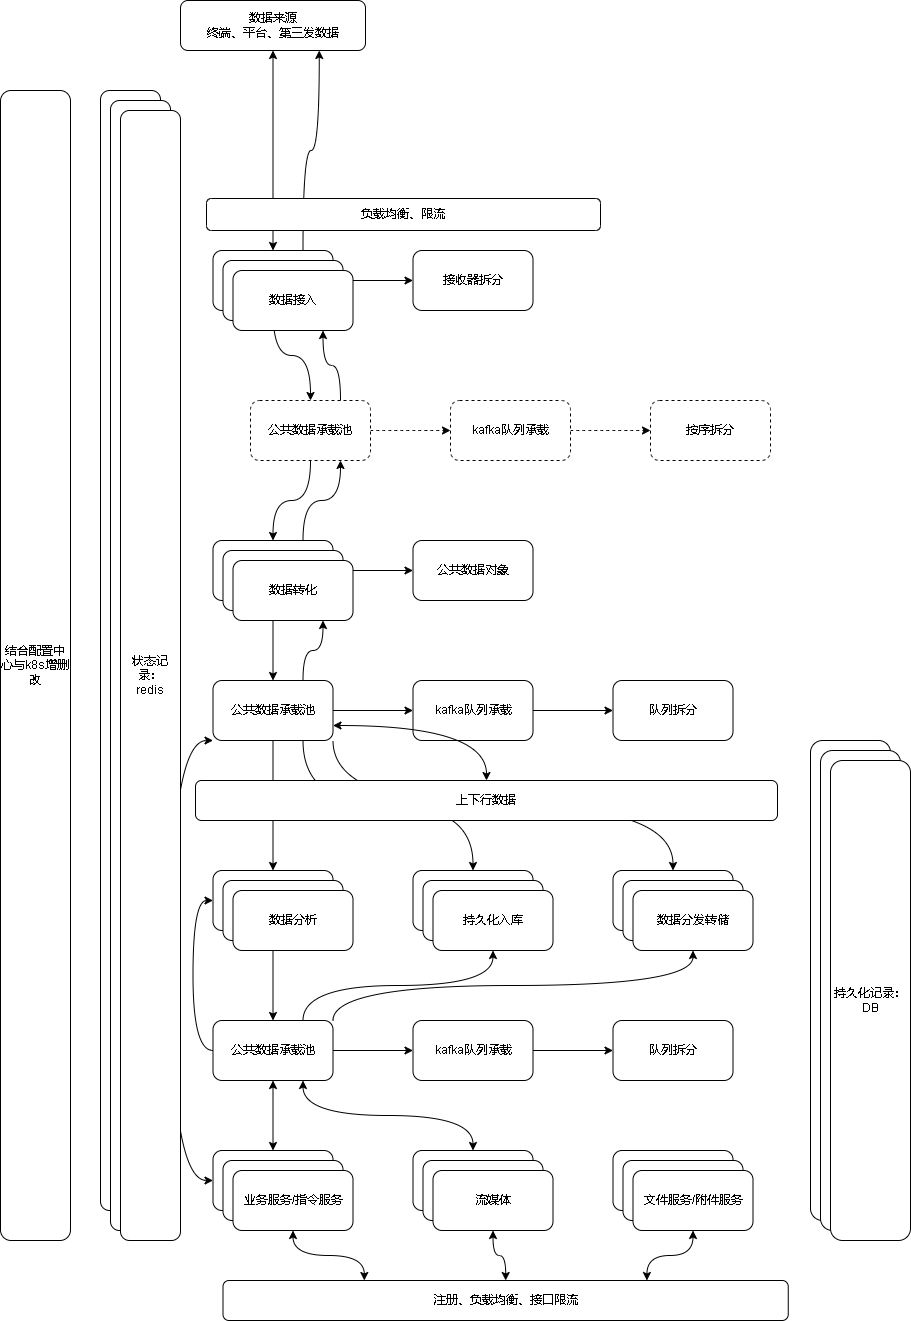 数据来源
终端、平台、第三发数据
负载均衡、限流
数据接入
接收器拆分
公共数据承载池
kafka队列承载
按序拆分
数据转化
公共数据对象
结合配置中
心与k8s增删
改
状态记
录：
redis
公共数据承载池
kafka队列承载
队列拆分
上下行数据
数据分析
持久化入库
数据分发转储
持久化记录：
DB
公共数据承载池
kafka队列承载
队列拆分
业务服务/指令服务
流媒体
文件服务/附件服务
注册、负载均衡、接口限流